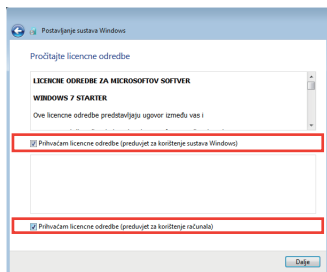 Postavljanje sustava Windows
Pročitajte licencne odredbe
LICENCNE ODREDBE ZA MICROSOFTOV SOFTVER
WINDOWS 7 STARTER
Ove licencne odredbe predstavljaju ugovor između vas i
Prihvaćam licencne odredbe (preduvjet za korištenje sustava Windows)
Prihvaćam licencne odredbe (preduvjet za korištenje računala)
Dalje